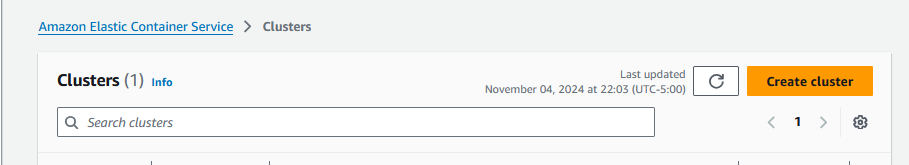 Amazon Elastic Container Service > Clusters
Clusters (1) Info
Last updated
November 04, 2024 at 22:03 (UTC-5:00)
Create cluster
Search clusters
< 1 >